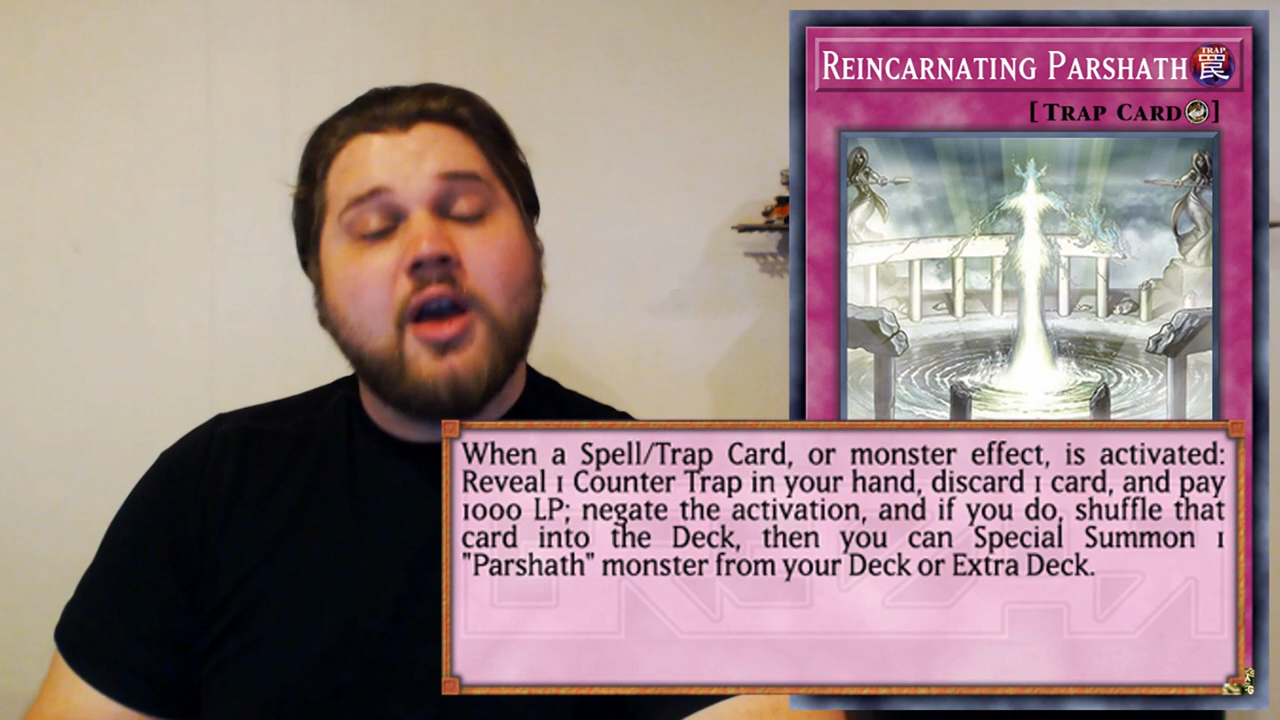 REINCARNATING PARSHATH
TRAP
罠
[TRAP CARD]
When a Spell/Trap Card, or monster effect, is activated:
Reveal 1 Counter Trap in your hand, discard 1 card, and pay
1000 LP; negate the activation, and if you do, shuffle that
card into the Deck, then you can Special Summon 1
"Parshath" monster from your Deck or Extra Deck.